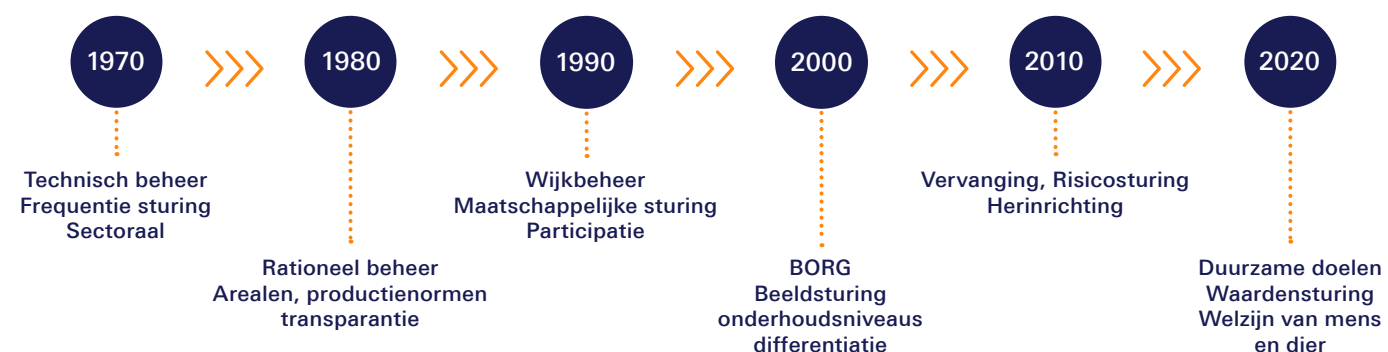 1970
Technisch beheer
Frequentie sturing
Sectoraal
1980
Rationeel beheer
Arealen, productienormen
transparantie
1990
Wijkbeheer
Maatschappelijke sturing
Participatie
2000
BORG
Beeldsturing
onderhoudsniveaus
differentiatie
2010
Vervanging, Risicosturing
Herinrichting
2020
Duurzame doelen
Waardensturing
Welzijn van mens
en dier